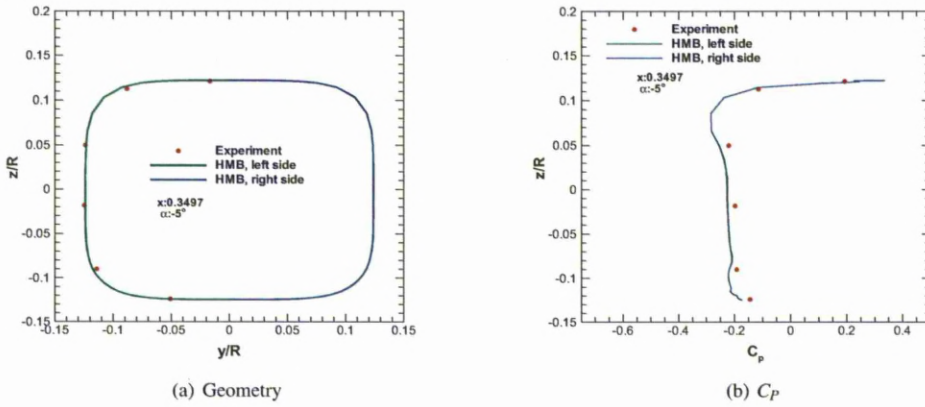 0.2
0.15
0.1
0.05
0
-0.05
-0.1
-0.15
z/R
Experiment
HMB, left side
HMB, right side
x:0.3497
α:-5°
-0.15
-0.1
-0.05
0
0.05
0.1
0.15
y/R
(a) Geometry
0.2
0.15
0.1
0.05
0
-0.05
-0.1
-0.15
z/R
Experiment
HMB, left side
HMB, right side
x:0.3497
α:-5°
-0.6
-0.4
-0.2
0
0.2
0.4
Cp
(b) CP